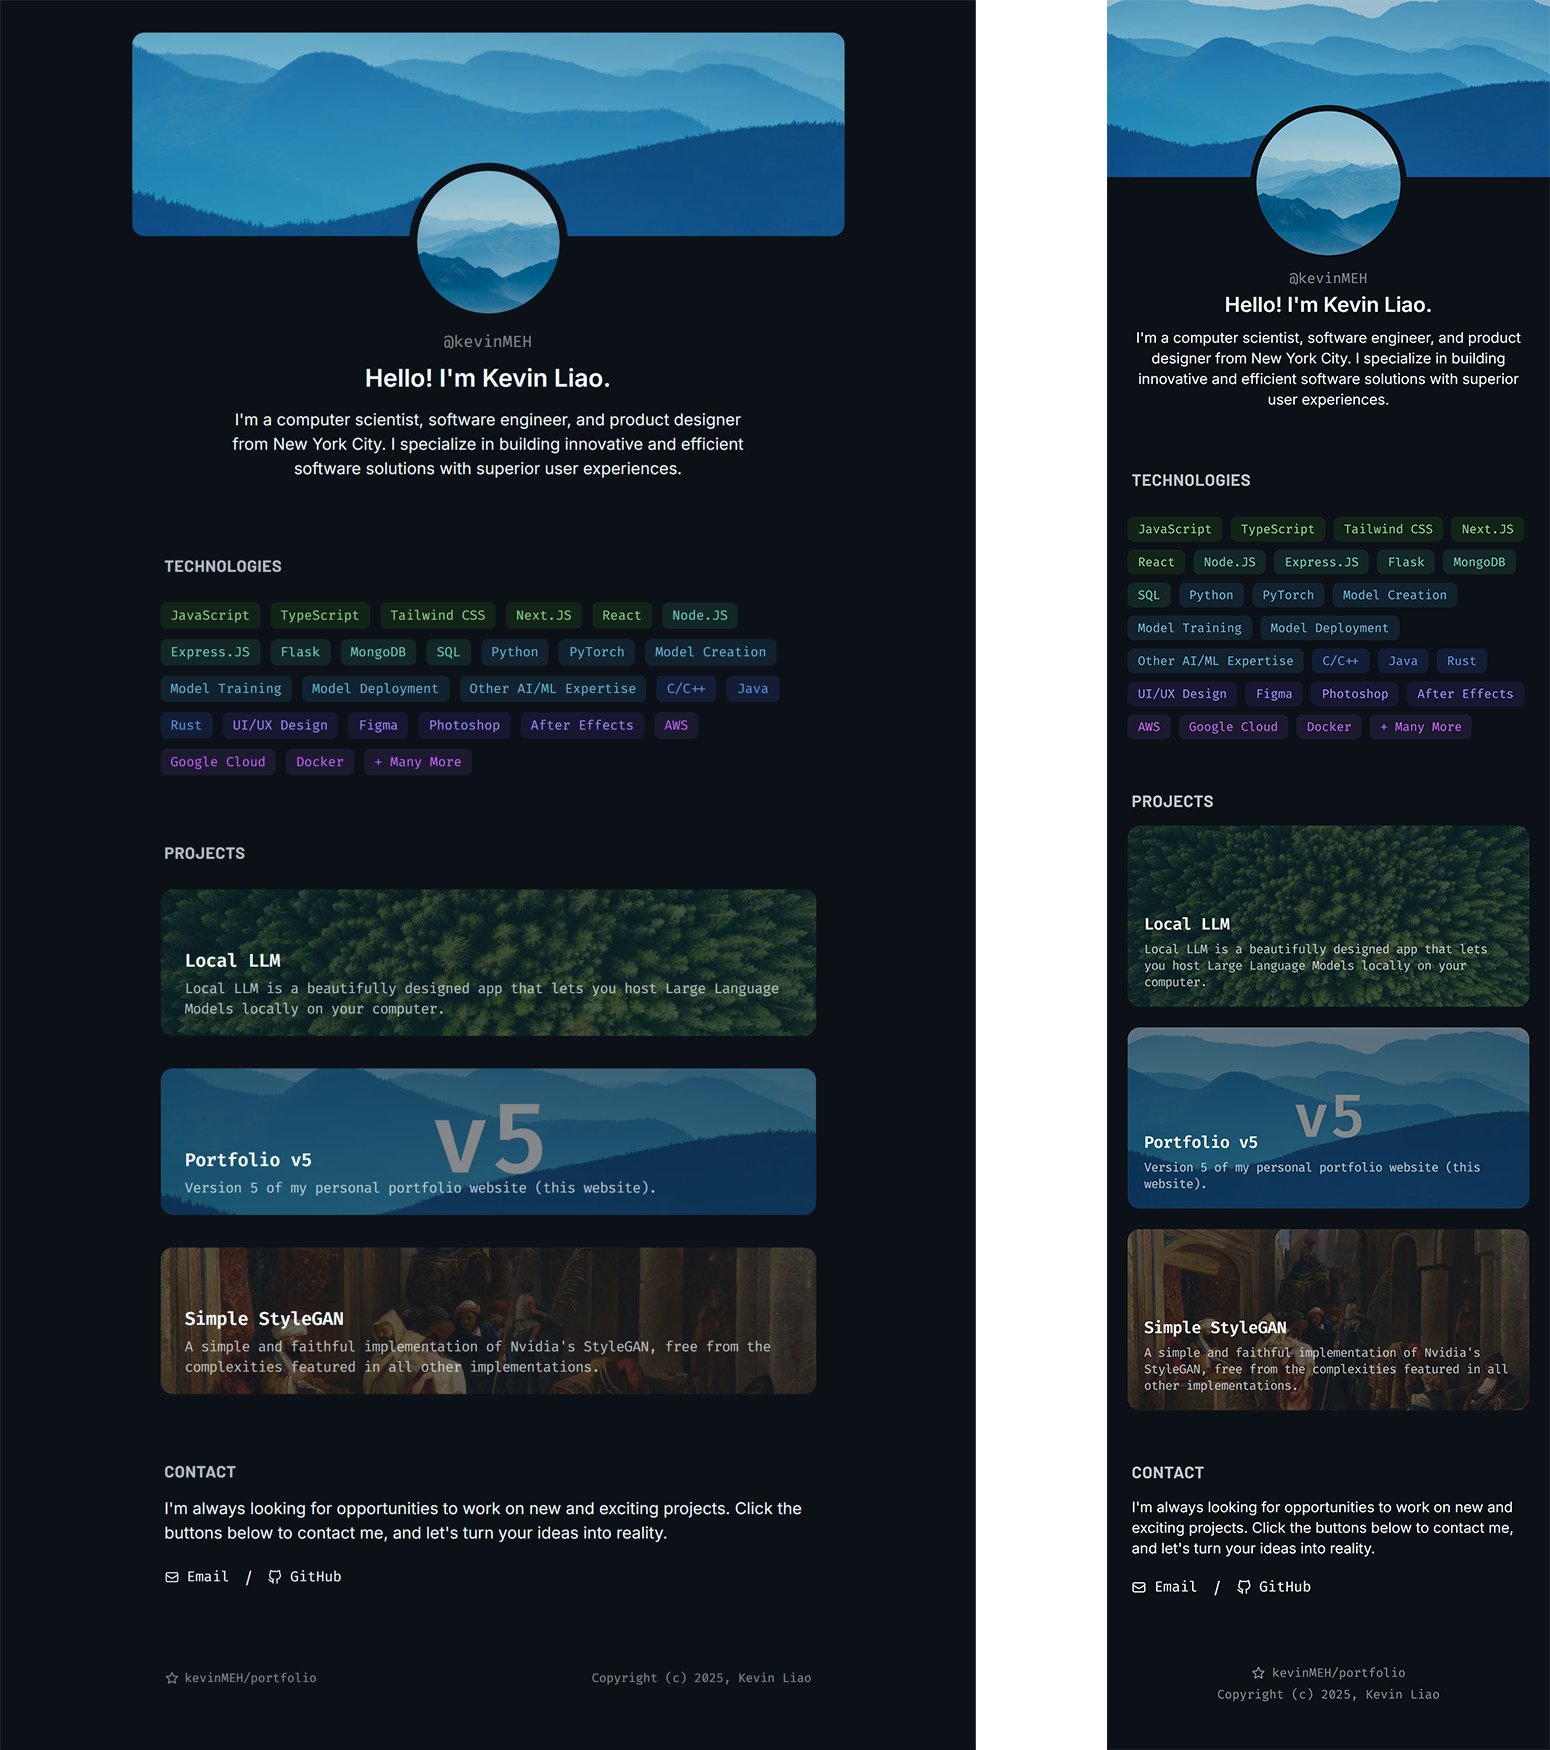 @kevinMEH
Hello! I'm Kevin Liao.
I'm a computer scientist, software engineer, and product designer
from New York City. I specialize in building innovative and efficient
software solutions with superior user experiences.
TECHNOLOGIES
JavaScript TypeScript Tailwind CSS Next.JS React Node.JS
Express.JS Flask MongoDB SQL Python PyTorch Model Creation
Model Training Model Deployment Other AI/ML Expertise C/C++ Java
Rust UI/UX Design Figma Photoshop After Effects AWS
Google Cloud Docker + Many More
PROJECTS
Local LLM
Local LLM is a beautifully designed app that lets you host Large Language
Models locally on your computer.
v5
Portfolio v5
Version 5 of my personal portfolio website (this website).
Simple StyleGAN
A simple and faithful implementation of Nvidia's StyleGAN, free from the
complexities featured in all other implementations.
CONTACT
I'm always looking for opportunities to work on new and exciting projects. Click the
buttons below to contact me, and let's turn your ideas into reality.
Email / GitHub
kevinMEH/portfolio Copyright (c) 2025, Kevin Liao
@kevinMEH
Hello! I'm Kevin Liao.
I'm a computer scientist, software engineer, and product
designer from New York City. I specialize in building
innovative and efficient software solutions with superior
user experiences.
TECHNOLOGIES
JavaScript TypeScript Tailwind CSS Next.JS
React Node.JS Express.JS Flask MongoDB
SQL Python PyTorch Model Creation
Model Training Model Deployment
Other AI/ML Expertise C/C++ Java Rust
UI/UX Design Figma Photoshop After Effects
AWS Google Cloud Docker + Many More
PROJECTS
Local LLM
Local LLM is a beautifully designed app that lets
you host Large Language Models locally on your
computer.
v5
Portfolio v5
Version 5 of my personal portfolio website (this
website).
Simple StyleGAN
A simple and faithful implementation of Nvidia's
StyleGAN, free from the complexities featured in all
other implementations.
CONTACT
I'm always looking for opportunities to work on new and
exciting projects. Click the buttons below to contact me,
and let's turn your ideas into reality.
Email / GitHub
kevinMEH/portfolio
Copyright (c) 2025, Kevin Liao